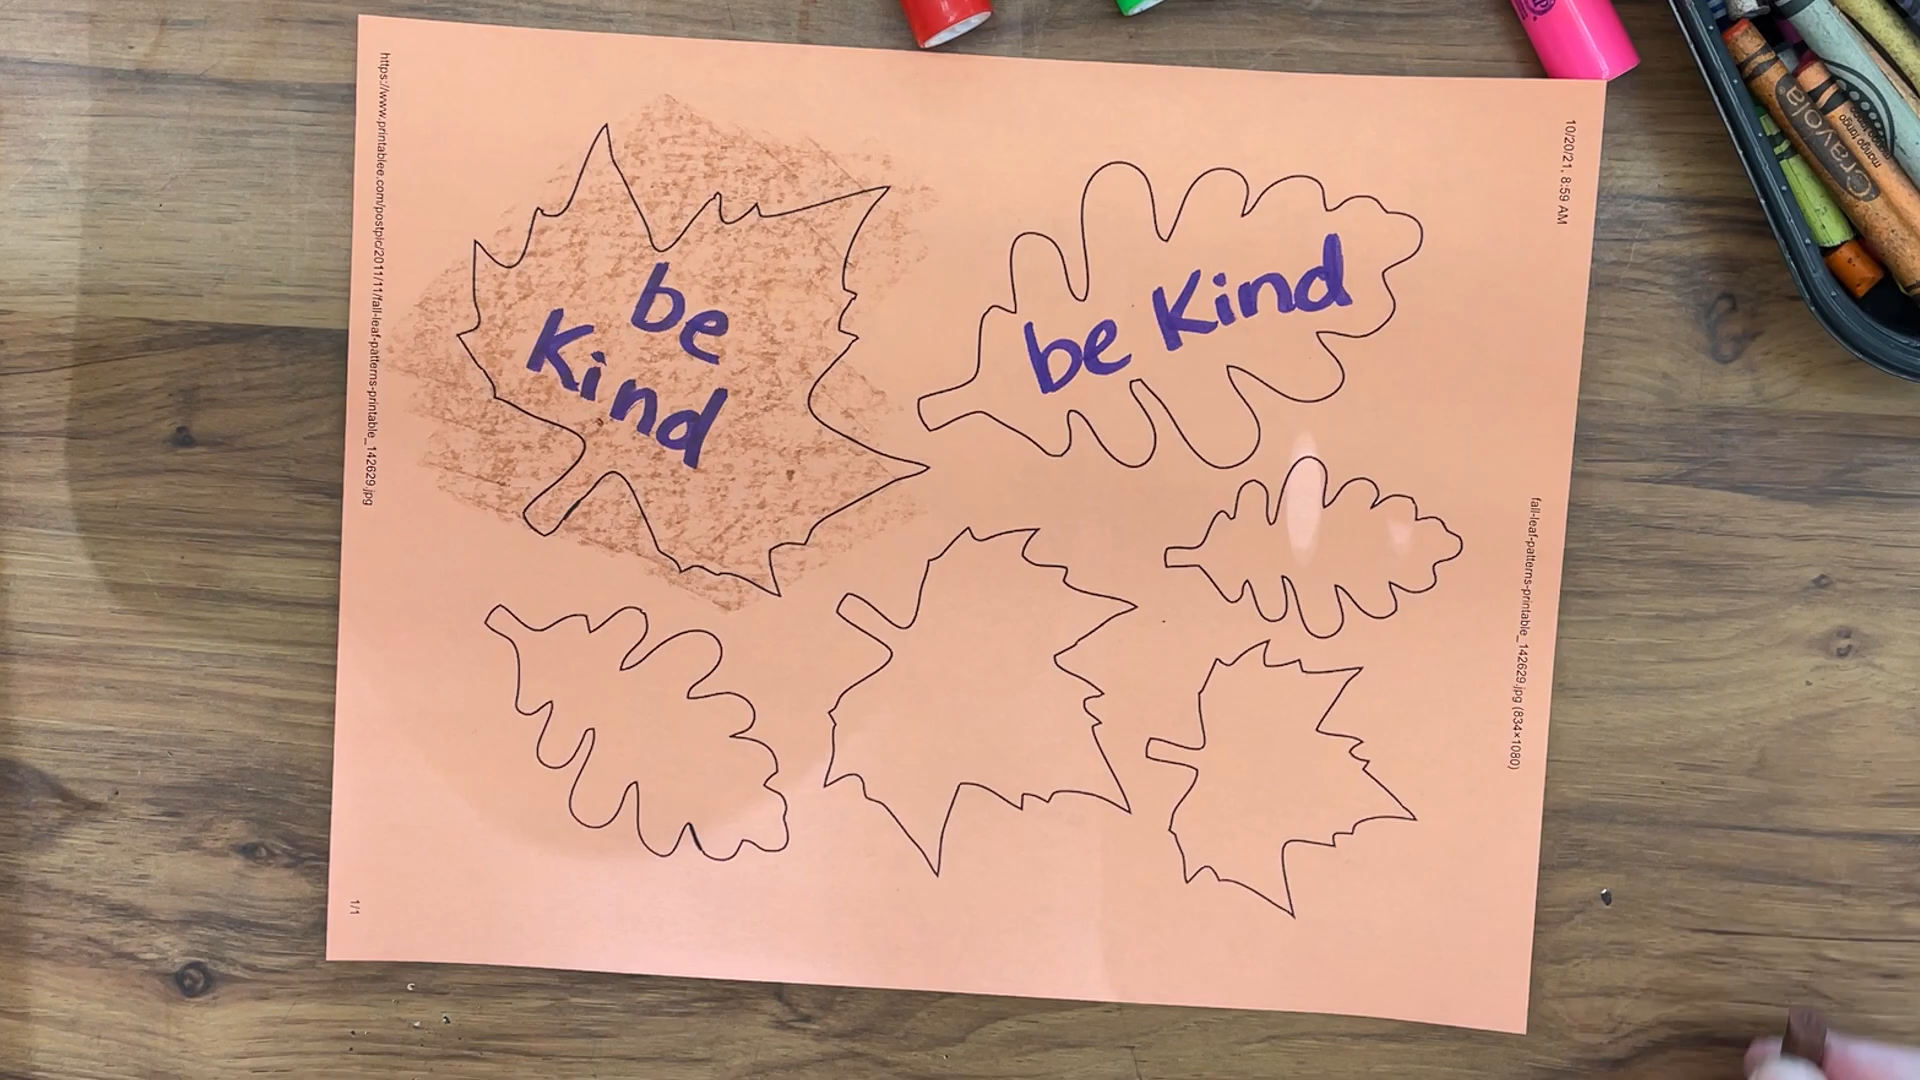 be
Kind
be Kind
https://www.printablee.com/postpic/2011/11/fall-leaf-patterns-printable_142629.jpg
1/1
10/20/21, 8:59 AM
fall-leaf-patterns-printable_142629.jpg (834×1080)
Crayola
mango tango